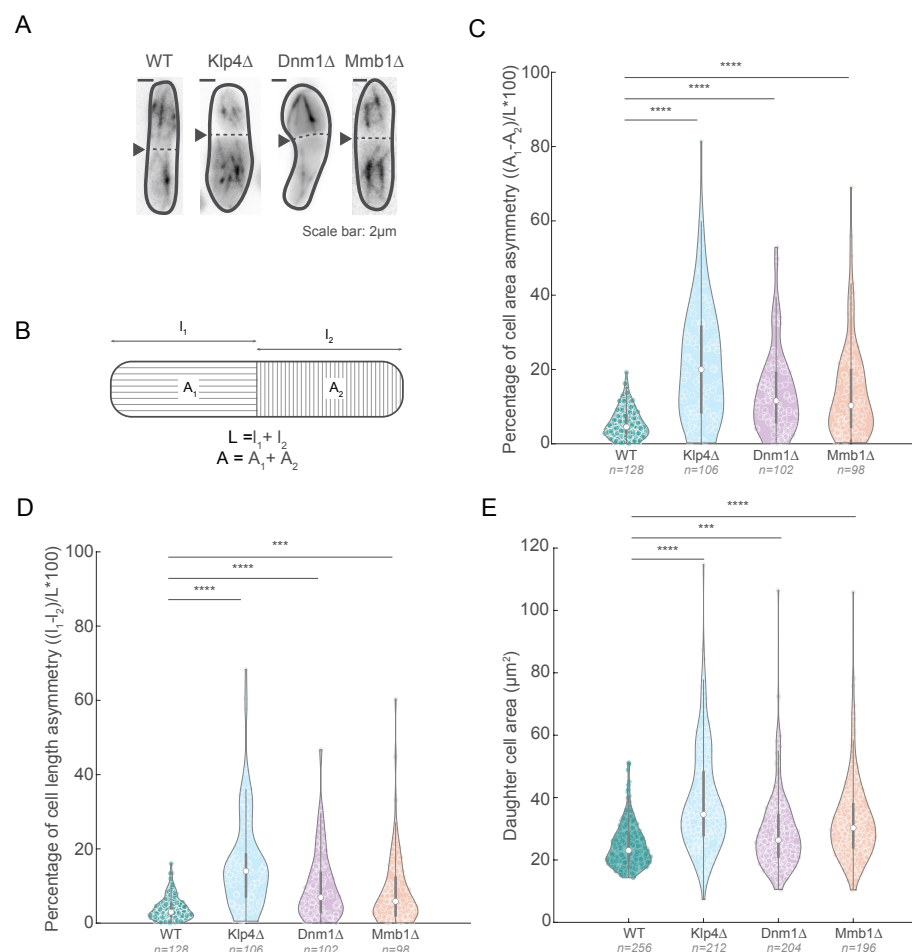 A
WT Klp4Δ Dnm1Δ Mmb1Δ
Scale bar: 2μm
B
l₁ l₂
A₁ A₂
L =l₁+ l₂
A = A₁+ A₂
C
Percentage of cell area asymmetry ((A₁-A₂)/L*100)
100
80
60
40
20
0
****
****
****
WT Klp4Δ Dnm1Δ Mmb1Δ
n=128 n=106 n=102 n=98
D
Percentage of cell length asymmetry ((l₁-l₂)/L*100)
100
80
60
40
20
0
***
****
****
WT Klp4Δ Dnm1Δ Mmb1Δ
n=128 n=106 n=102 n=98
E
Daughter cell area (μm²)
120
100
80
60
40
20
0
****
***
****
WT Klp4Δ Dnm1Δ Mmb1Δ
n=256 n=212 n=204 n=196